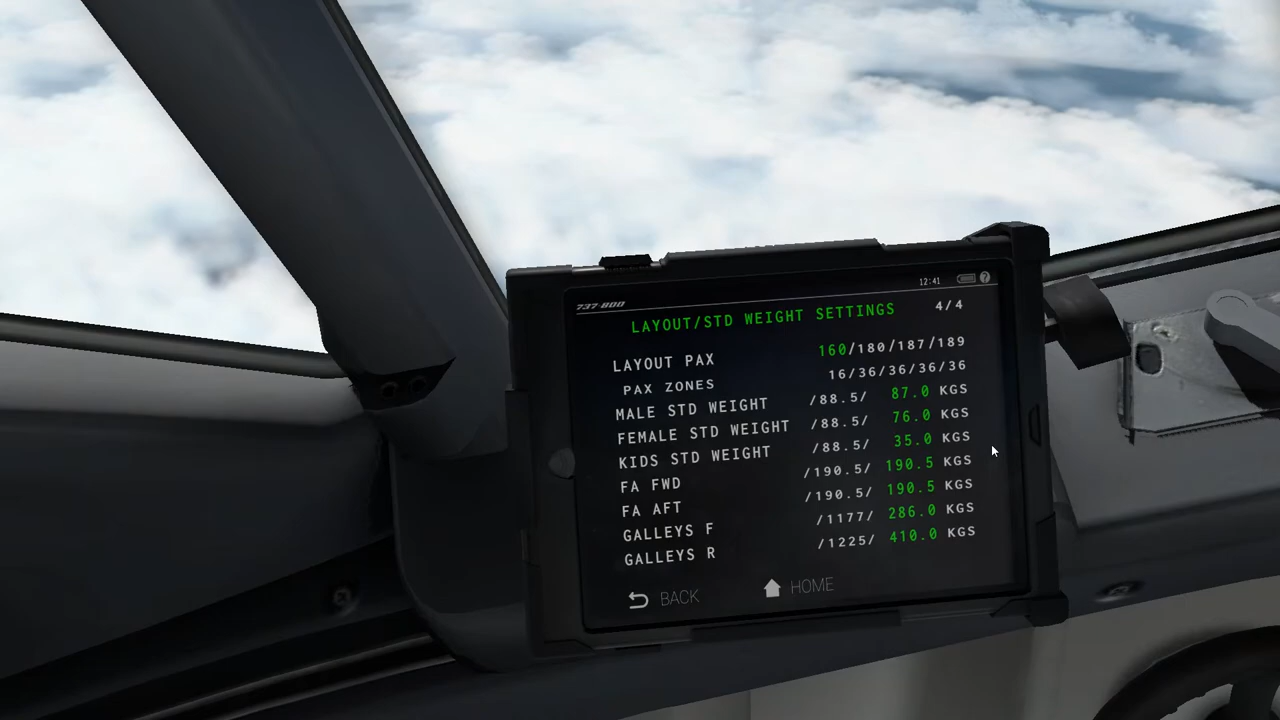 737-800 12:41 ?
LAYOUT/STD WEIGHT SETTINGS 4/4
LAYOUT PAX 160/180/187/189
PAX ZONES 16/36/36/36/36
MALE STD WEIGHT /88.5/ 87.0 KGS
FEMALE STD WEIGHT /88.5/ 76.0 KGS
KIDS STD WEIGHT /88.5/ 35.0 KGS
FA FWD /190.5/ 190.5 KGS
FA AFT /190.5/ 190.5 KGS
GALLEYS F /1177/ 286.0 KGS
GALLEYS R /1225/ 410.0 KGS
BACK HOME